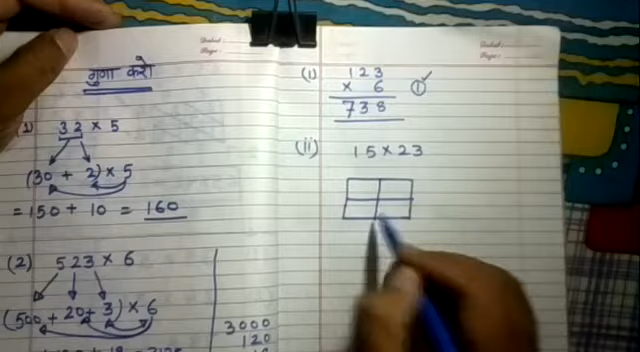 गुणा करो
1) 32 × 5
(30 + 2) × 5
= 150 + 10 = 160
(2) 523 × 6
(500 + 20 + 3) × 6
3000
120
(i) 123
× 6 ①
738
(ii) 15 × 23